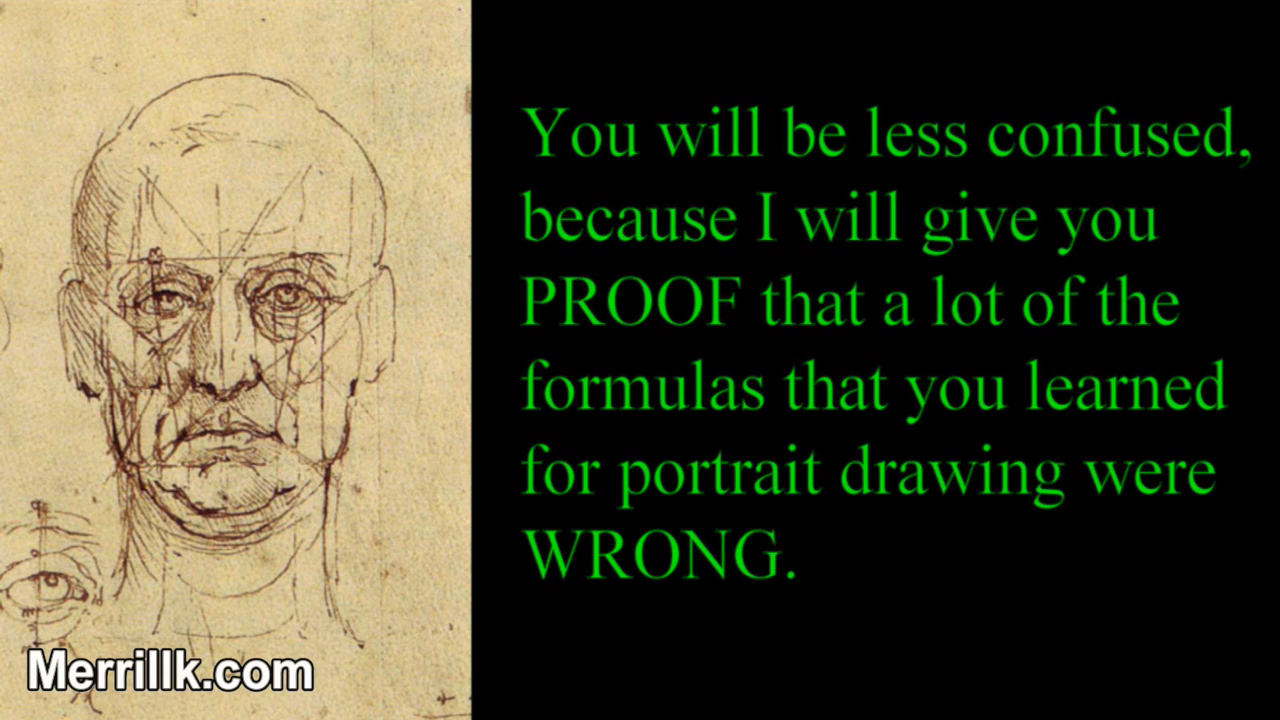 You will be less confused,
because I will give you
PROOF that a lot of the
formulas that you learned
for portrait drawing were
WRONG.
Merrillk.com